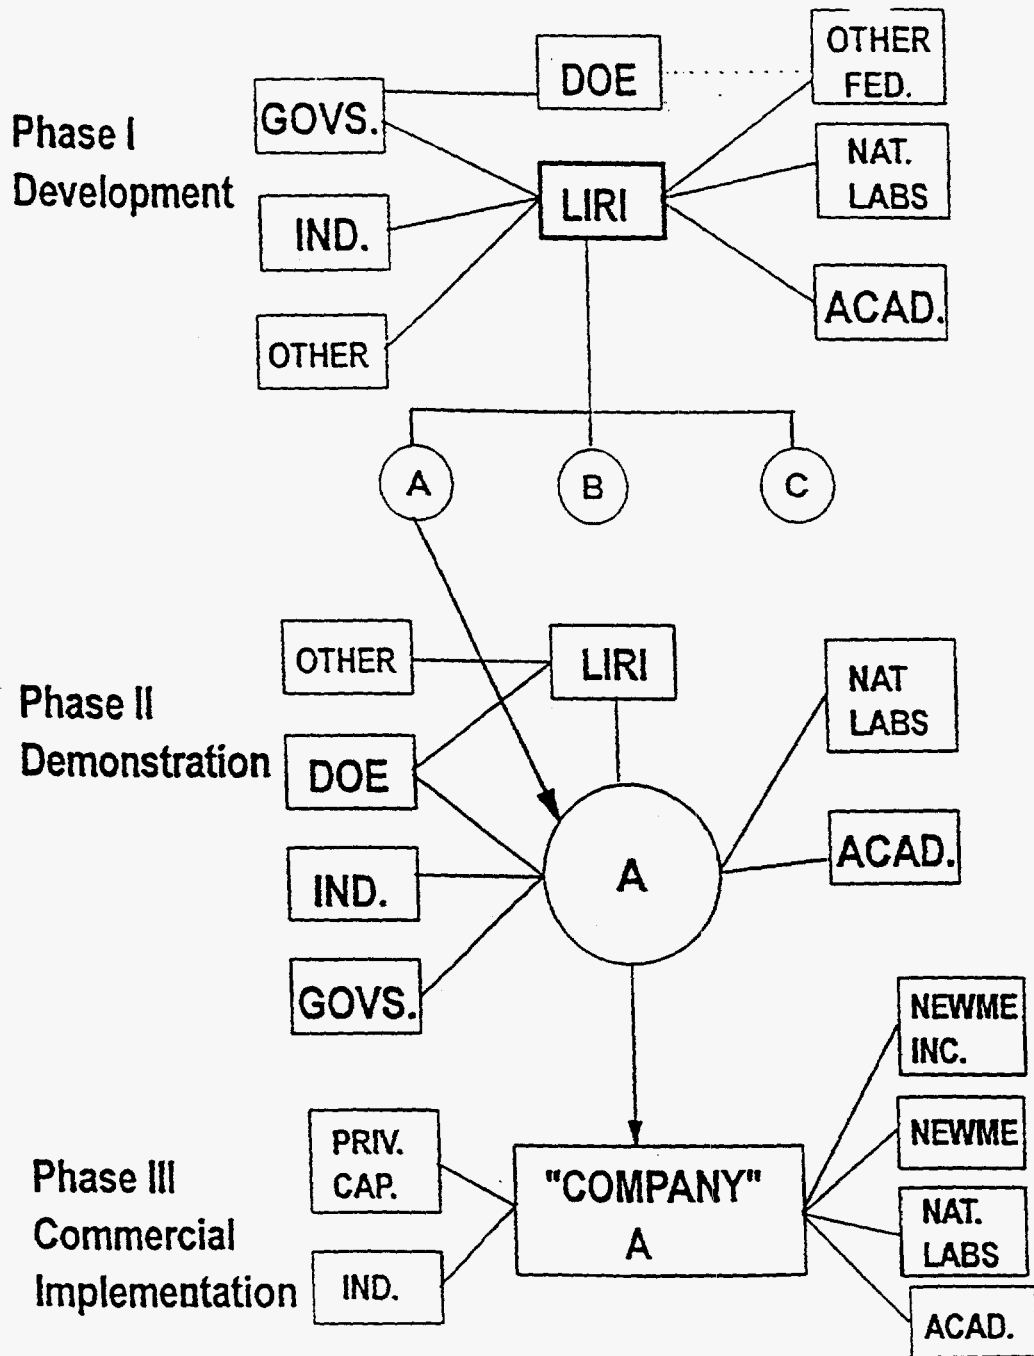 Phase I
Development
GOVS.
DOE
OTHER
FED.
IND.
LIRI
NAT.
LABS
OTHER
ACAD.
A
B
C
Phase II
Demonstration
OTHER
LIRI
NAT
LABS
DOE
A
ACAD.
IND.
GOVS.
Phase III
Commercial
Implementation
PRIV.
CAP.
IND.
"COMPANY"
A
NEWME
INC.
NEWME
NAT.
LABS
ACAD.